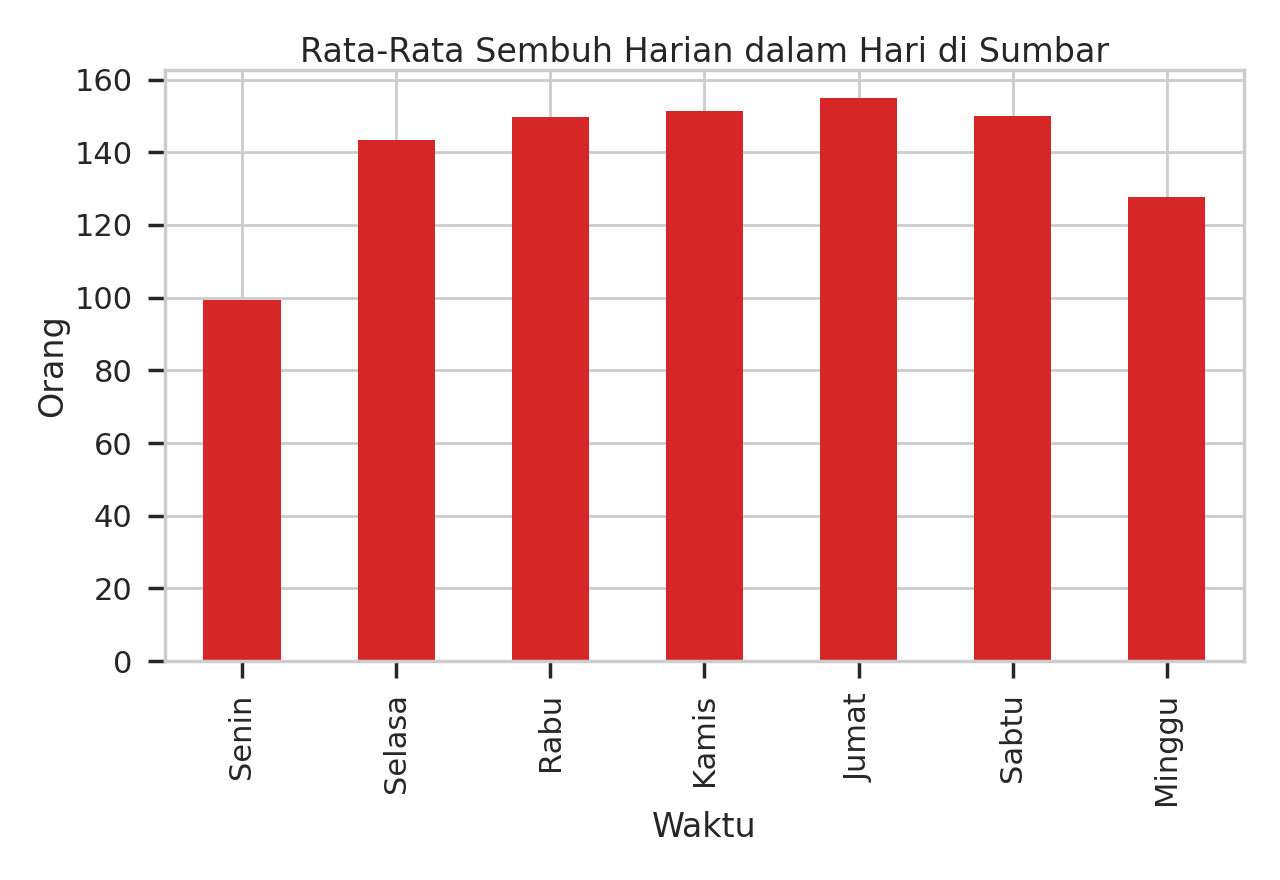 Rata-Rata Sembuh Harian dalam Hari di Sumbar
160
140
120
100
80
60
40
20
0
Orang
Senin
Selasa
Rabu
Kamis
Jumat
Sabtu
Minggu
Waktu